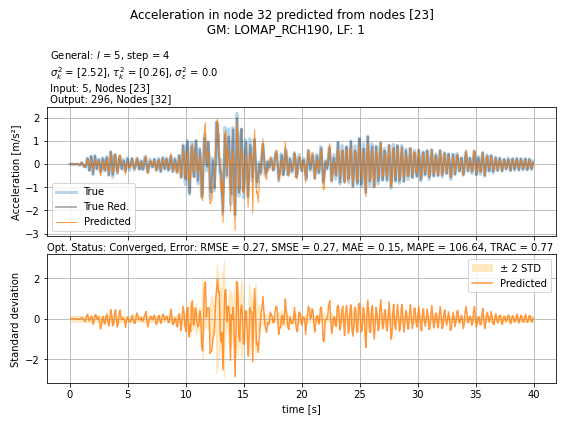 Acceleration in node 32 predicted from nodes [23]
GM: LOMAP_RCH190, LF: 1
General: l = 5, step = 4
σ²ₖ = [2.52], τ²ₖ = [0.26], σ²ε = 0.0
Input: 5, Nodes [23]
Output: 296, Nodes [32]
Acceleration [m/s²]
2
1
0
−1
−2
−3
True
True Red.
Predicted
Opt. Status: Converged, Error: RMSE = 0.27, SMSE = 0.27, MAE = 0.15, MAPE = 106.64, TRAC = 0.77
Standard deviation
2
0
−2
± 2 STD
Predicted
0
5
10
15
20
25
30
35
40
time [s]